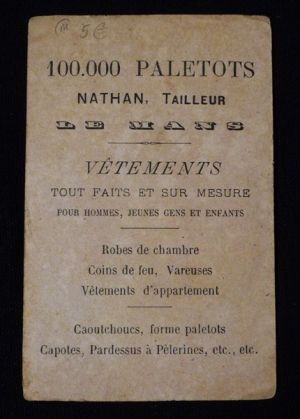 5€
100.000 PALETOTS
NATHAN, TAILLEUR
LE MANS
VÊTEMENTS
TOUT FAITS ET SUR MESURE
POUR HOMMES, JEUNES GENS ET ENFANTS
Robes de chambre
Coins de feu, Vareuses
Vêtements d'appartement
Caoutchoucs, forme paletots
Capotes, Pardessus à Pèlerines, etc., etc.